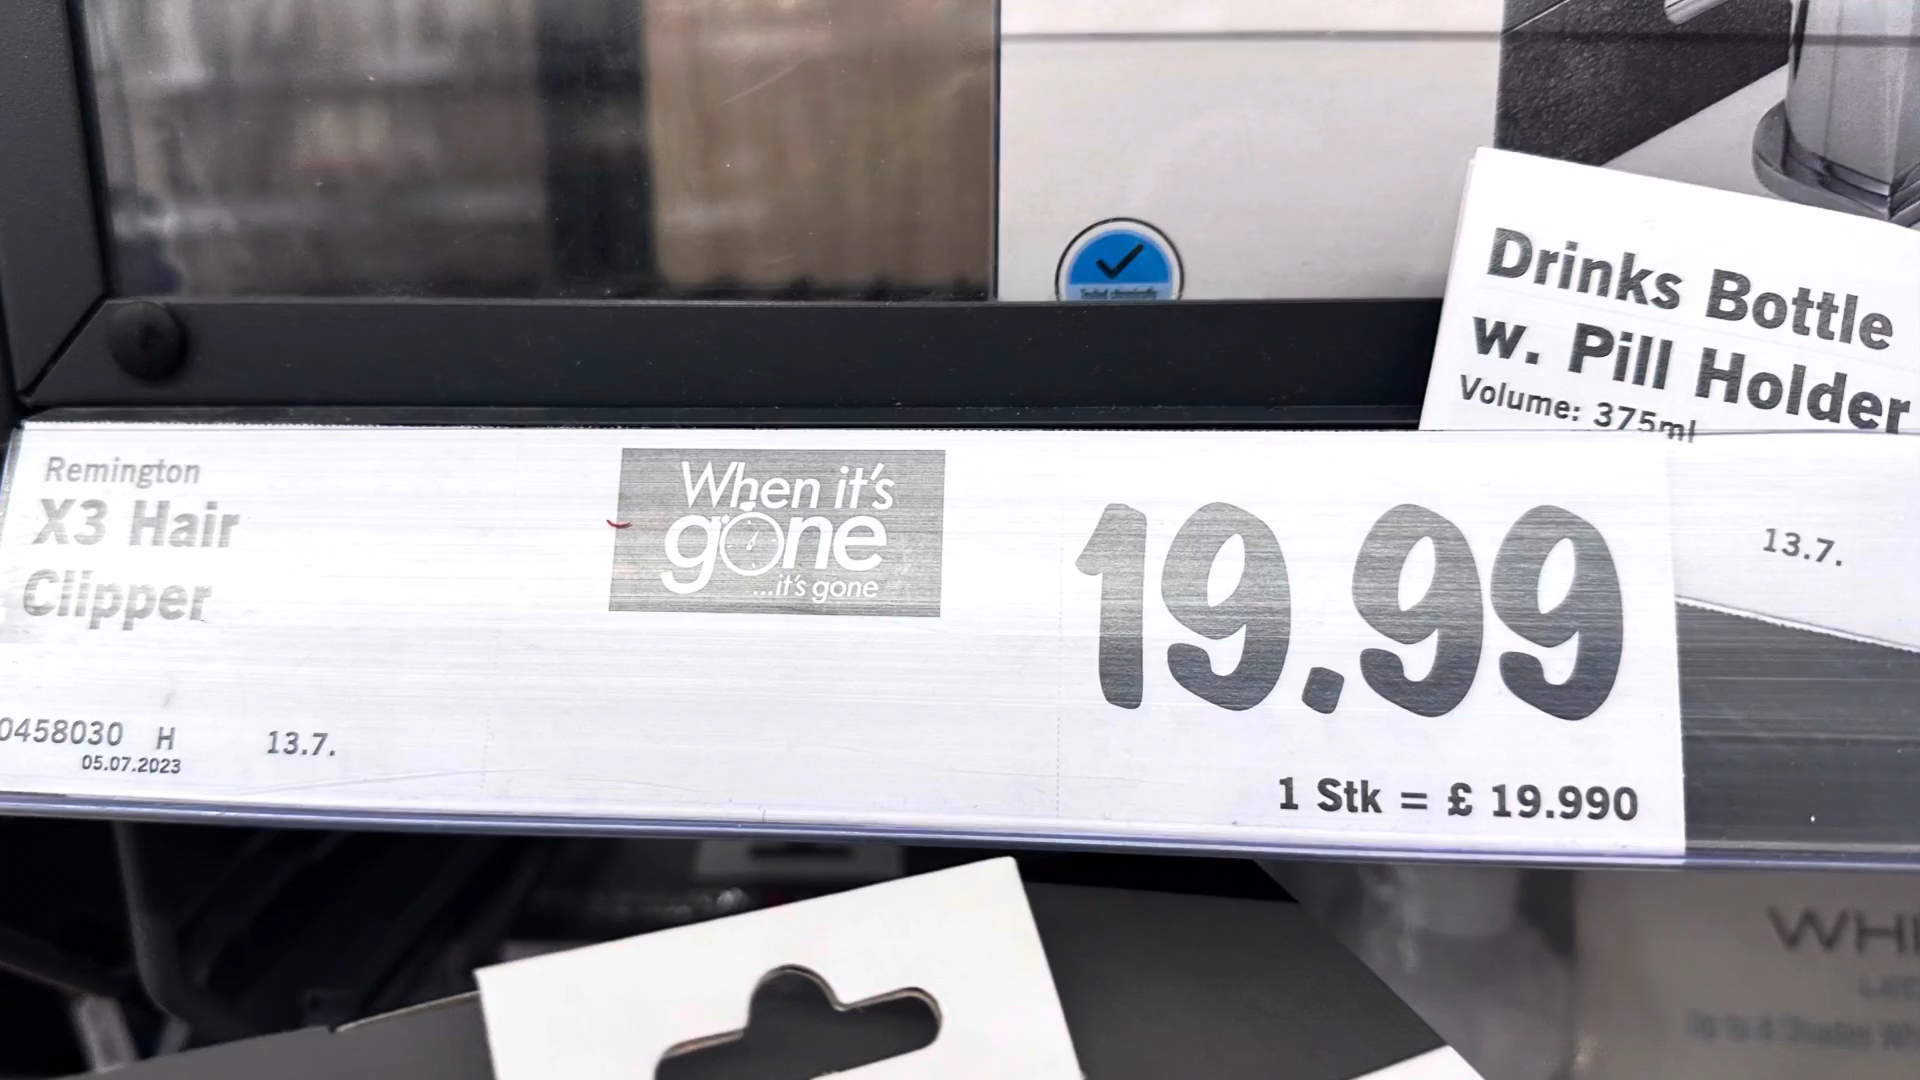 Drinks Bottle
w. Pill Holder
Volume: 375ml
13.7.
Remington
X3 Hair
Clipper
0458030 H
05.07.2023
13.7.
When it's
gone
...it's gone
19.99
1 Stk = £ 19.990
WHI